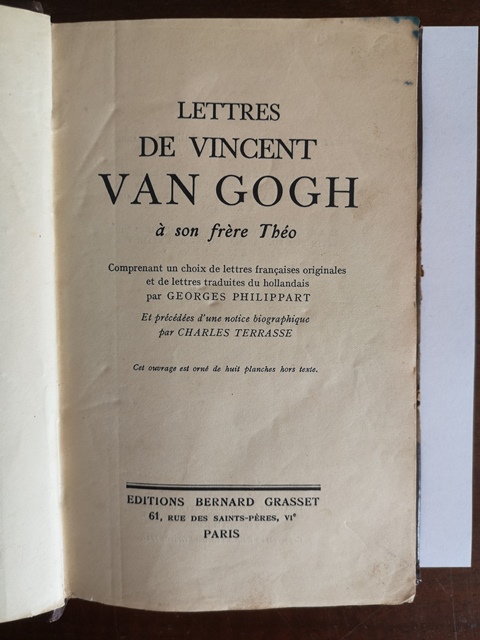 LETTRES
DE VINCENT
VAN GOGH
à son frère Théo
Comprenant un choix de lettres françaises originales
et de lettres traduites du hollandais
par GEORGES PHILIPPART
Et précédées d'une notice biographique
par CHARLES TERRASSE
Cet ouvrage est orné de huit planches hors texte.
EDITIONS BERNARD GRASSET
61, RUE DES SAINTS-PÈRES, VIᵉ
PARIS